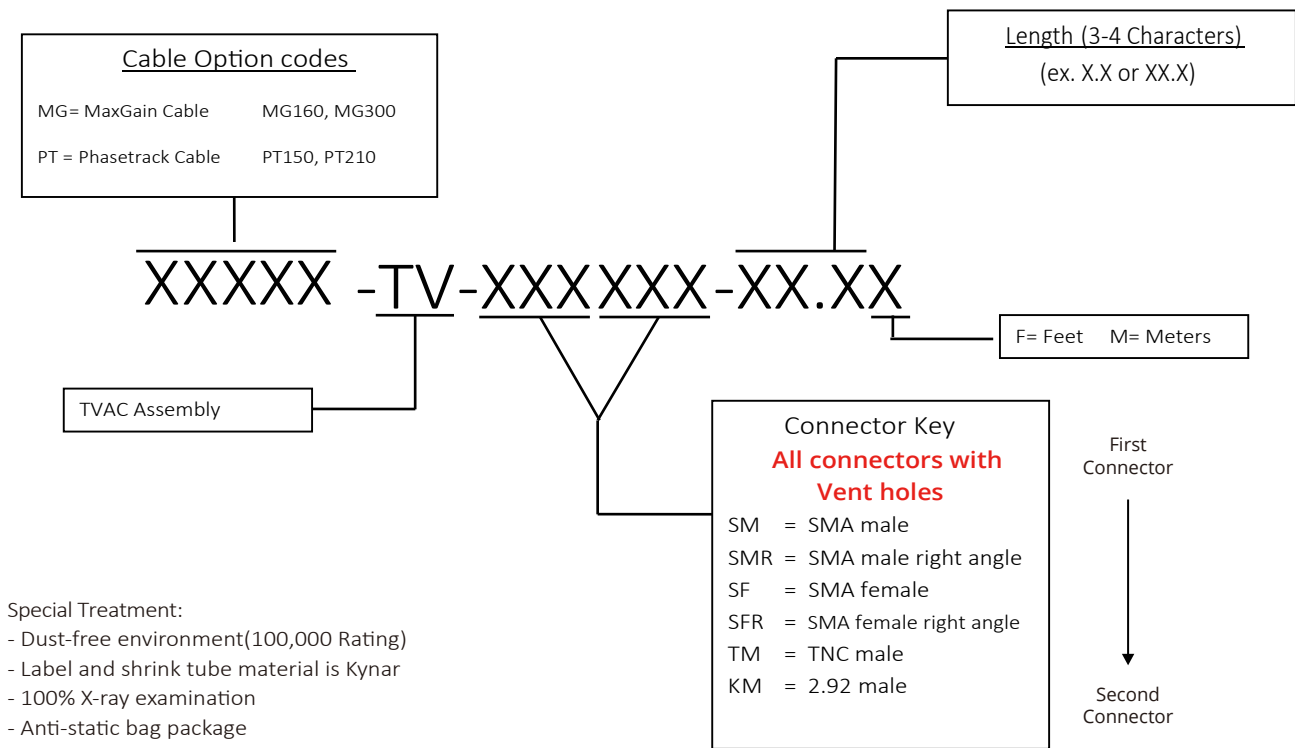 Cable Option codes
MG= MaxGain Cable MG160, MG300
PT = Phasetrack Cable PT150, PT210
Length (3-4 Characters)
(ex. X.X or XX.X)
XXXXX -TV-XXXXXX-XX.XX
F= Feet M= Meters
TVAC Assembly
Connector Key
All connectors with
Vent holes
SM = SMA male
SMR = SMA male right angle
SF = SMA female
SFR = SMA female right angle
TM = TNC male
KM = 2.92 male
First
Connector
Second
Connector
Special Treatment:
- Dust-free environment(100,000 Rating)
- Label and shrink tube material is Kynar
- 100% X-ray examination
- Anti-static bag package